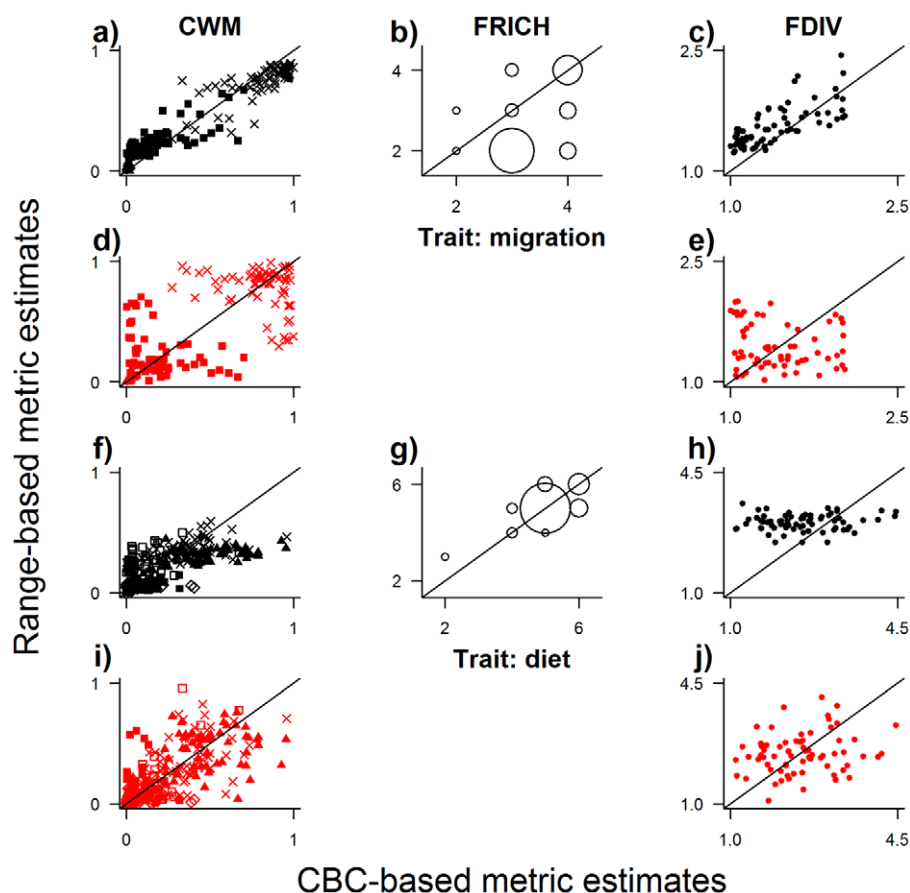 CWM FRICH FDIV
a) b) c)
1 4 2.5
2
0 1.0
0 1 2 4 1.0 2.5
Trait: migration
d) e)
1 2.5
0 1.0
0 1 1.0 2.5
f) g) h)
1 6 4.5
2
0 1.0
0 1 2 6 1.0 4.5
Trait: diet
i) j)
1 4.5
0 1.0
0 1 1.0 4.5
Range-based metric estimates
CBC-based metric estimates